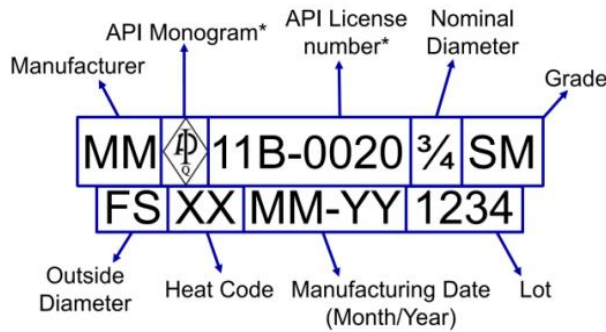 API Monogram*
API License number*
Nominal Diameter
Manufacturer
Grade
MM 11B-0020 ¾ SM
FS XX MM-YY 1234
Outside Diameter
Heat Code
Manufacturing Date (Month/Year)
Lot